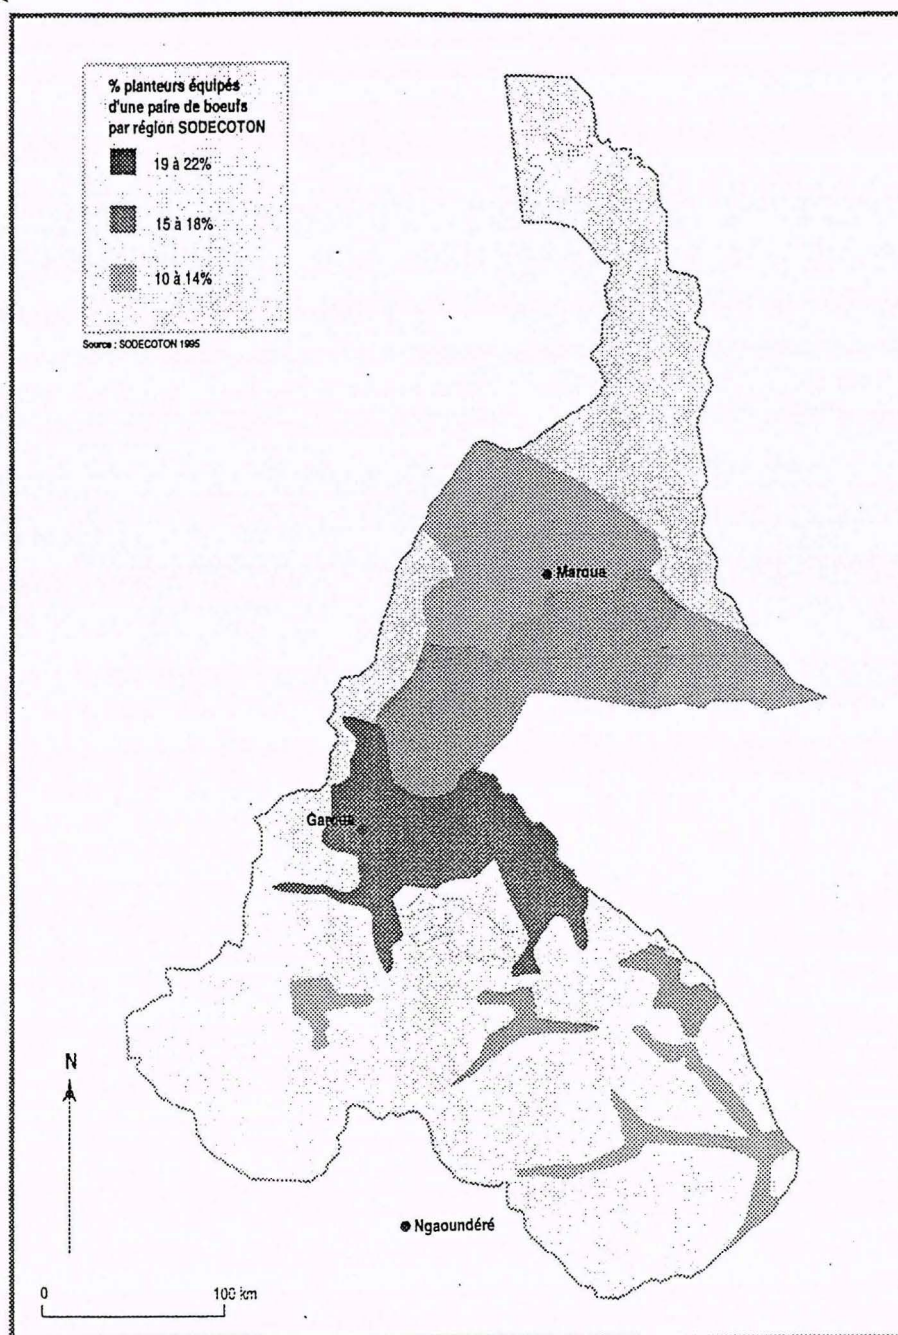 % planteurs équipés
d'une paire de boeufs
par région SODECOTON
19 à 22%
15 à 18%
10 à 14%
Source : SODECOTON 1995
Maroua
Garoua
N
Ngaoundéré
0
100 km